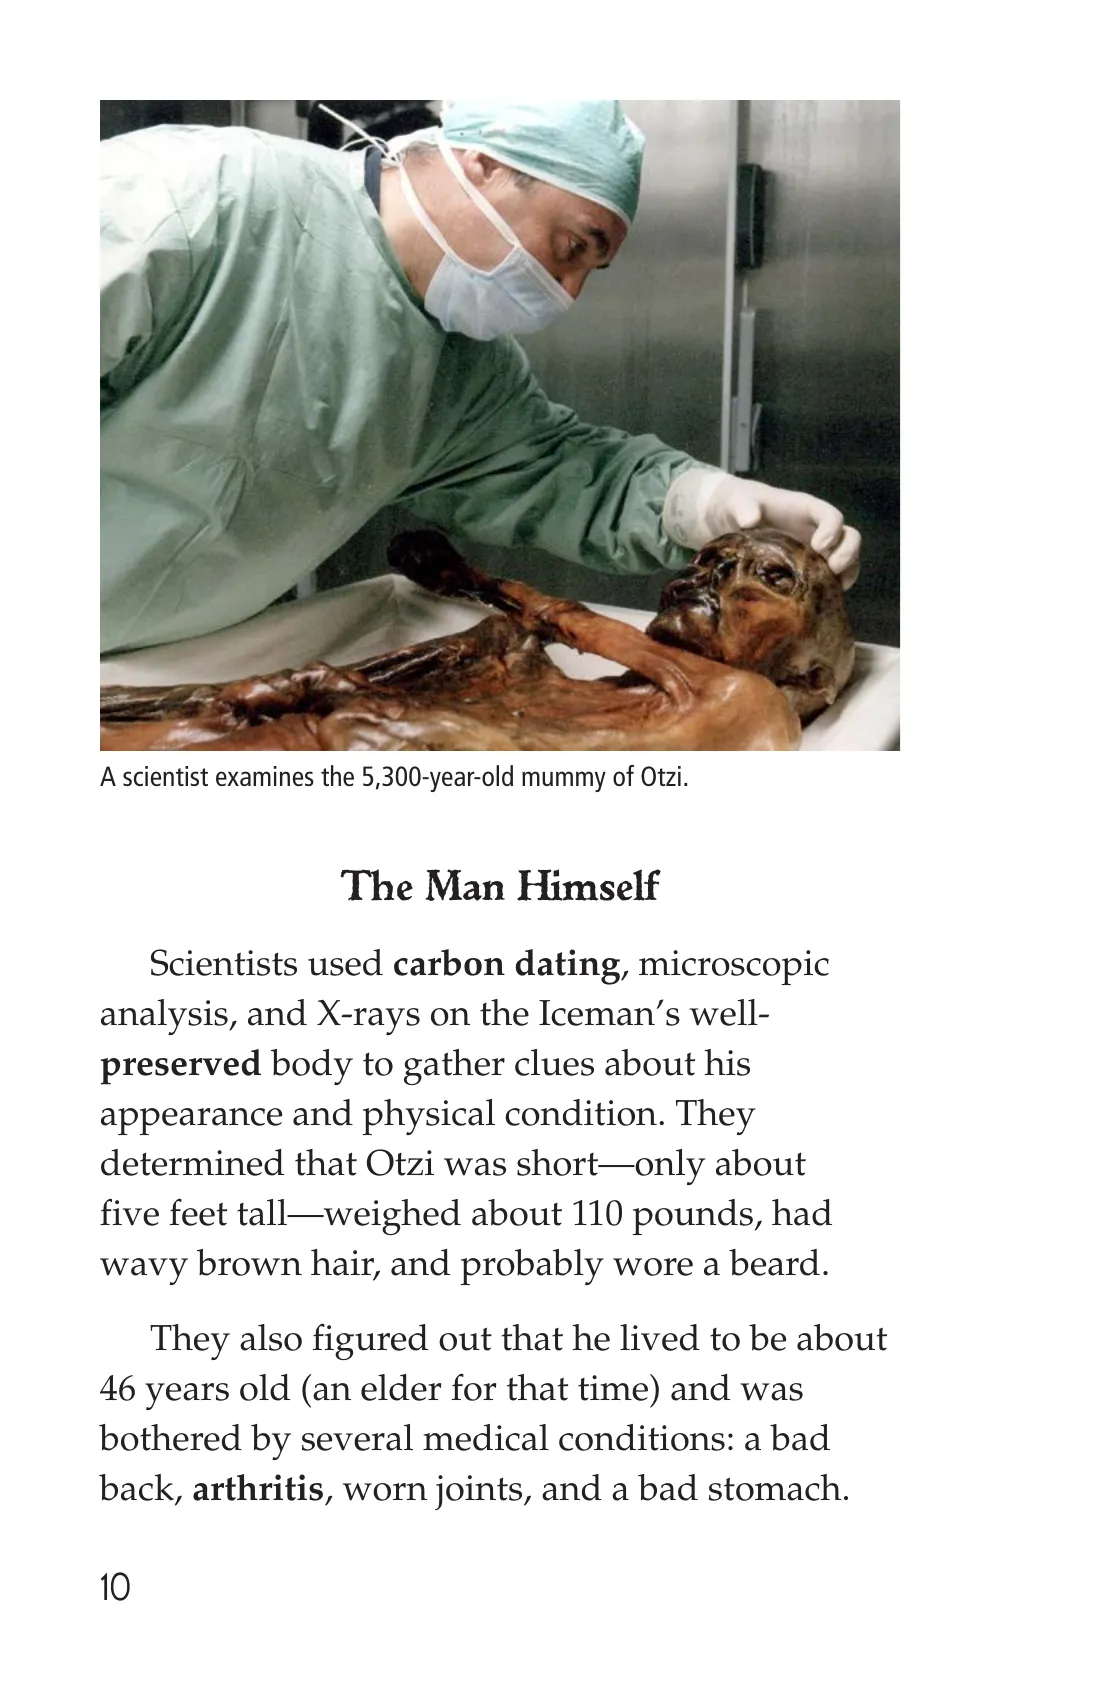 A scientist examines the 5,300-year-old mummy of Otzi.
The Man Himself
Scientists used carbon dating, microscopic
analysis, and X-rays on the Iceman’s well-
preserved body to gather clues about his
appearance and physical condition. They
determined that Otzi was short—only about
five feet tall—weighed about 110 pounds, had
wavy brown hair, and probably wore a beard.
They also figured out that he lived to be about
46 years old (an elder for that time) and was
bothered by several medical conditions: a bad
back, arthritis, worn joints, and a bad stomach.
10